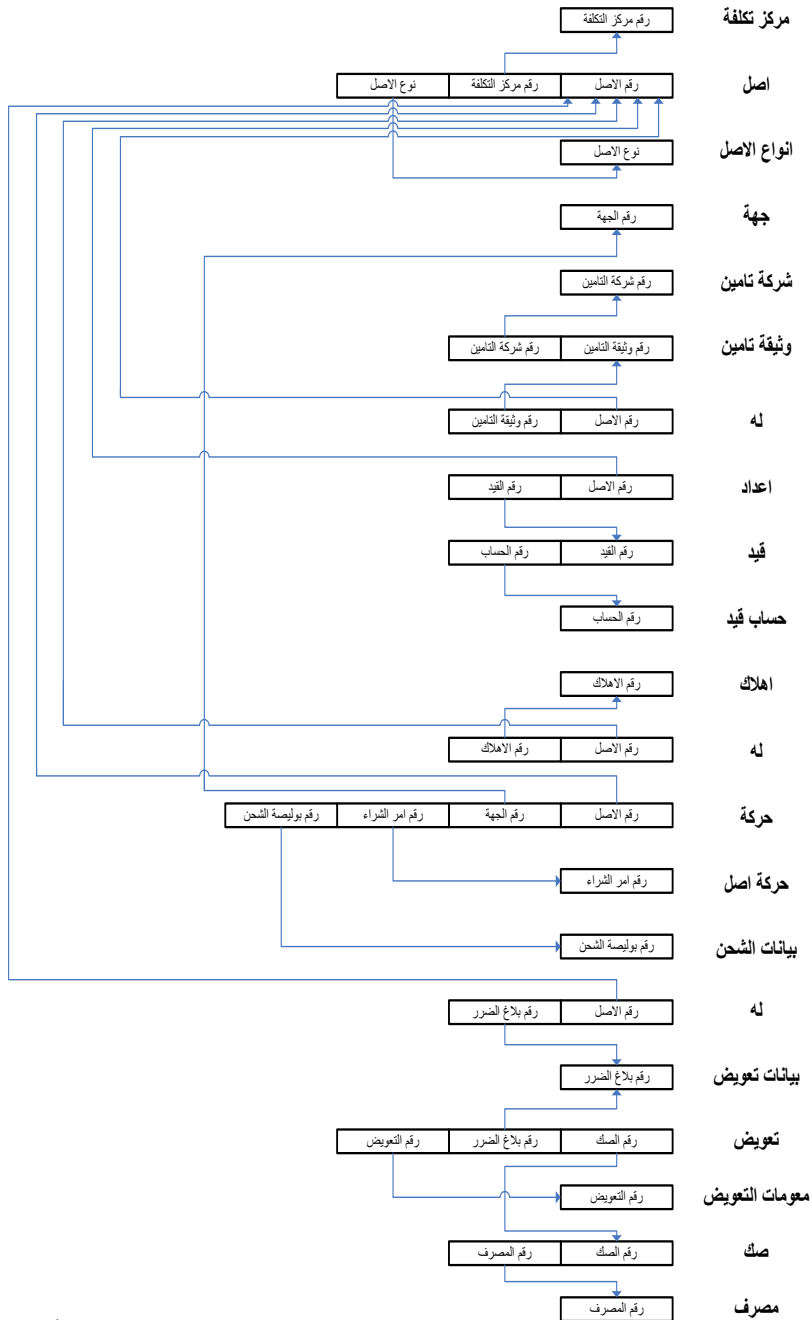 مركز تكلفة
رقم مركز التكلفة
اصل
رقم الاصل رقم مركز التكلفة نوع الاصل
انواع الاصل
نوع الاصل
جهة
رقم الجهة
شركة تامين
رقم شركة التامين
وثيقة تامين
رقم وثيقة التامين رقم شركة التامين
له
رقم الاصل رقم وثيقة التامين
اعداد
رقم الاصل رقم القيد
قيد
رقم القيد رقم الحساب
حساب قيد
رقم الحساب
اهلاك
رقم الاهلاك
له
رقم الاصل رقم الاهلاك
حركة
رقم الاصل رقم الجهة رقم امر الشراء رقم بوليصة الشحن
حركة اصل
رقم امر الشراء
بيانات الشحن
رقم بوليصة الشحن
له
رقم الاصل رقم بلاغ الضرر
بيانات تعويض
رقم بلاغ الضرر
تعويض
رقم الصك رقم بلاغ الضرر رقم التعويض
معومات التعويض
رقم التعويض
صك
رقم الصك رقم المصرف
مصرف
رقم المصرف